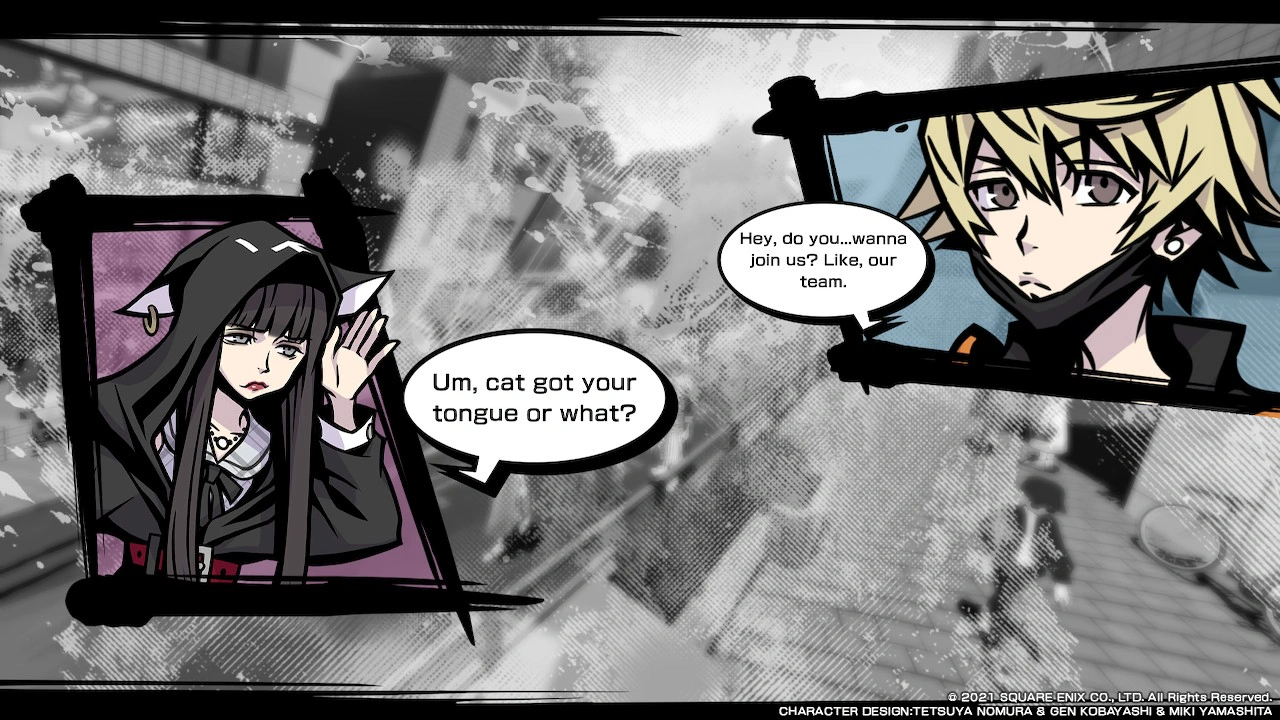 Hey, do you...wanna
join us? Like, our
team.
Um, cat got your
tongue or what?
© 2021 SQUARE ENIX CO., LTD. All Rights Reserved.
CHARACTER DESIGN:TETSUYA NOMURA & GEN KOBAYASHI & MIKI YAMASHITA